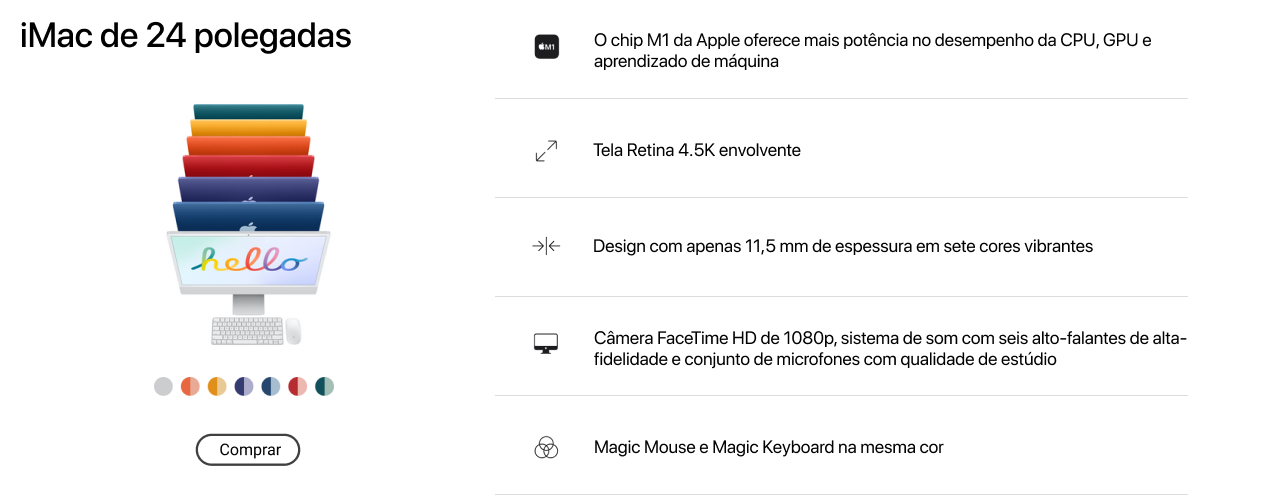 iMac de 24 polegadas
hello
Comprar
M1
O chip M1 da Apple oferece mais potência no desempenho da CPU, GPU e
aprendizado de máquina
Tela Retina 4.5K envolvente
Design com apenas 11,5 mm de espessura em sete cores vibrantes
Câmera FaceTime HD de 1080p, sistema de som com seis alto-falantes de alta-
fidelidade e conjunto de microfones com qualidade de estúdio
Magic Mouse e Magic Keyboard na mesma cor